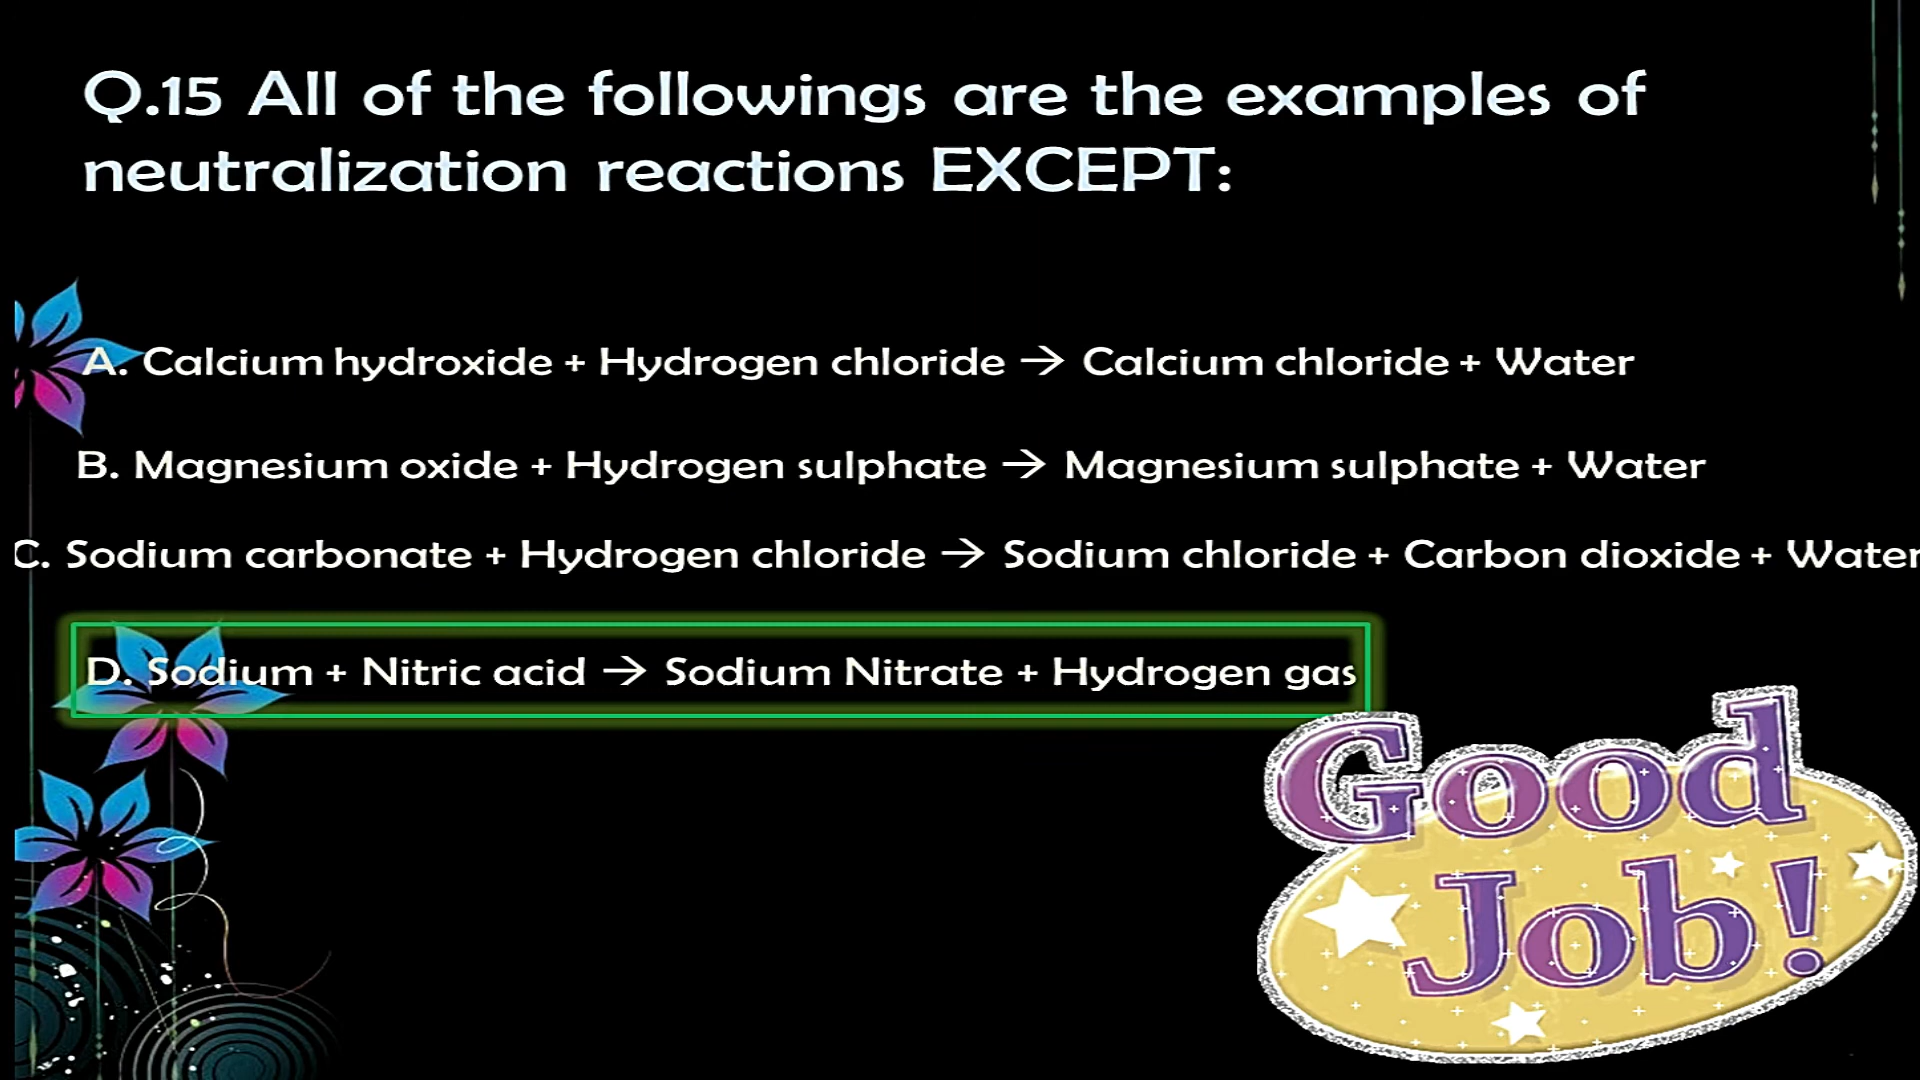 Q.15 All of the followings are the examples of
neutralization reactions EXCEPT:
A. Calcium hydroxide + Hydrogen chloride → Calcium chloride + Water
B. Magnesium oxide + Hydrogen sulphate → Magnesium sulphate + Water
C. Sodium carbonate + Hydrogen chloride → Sodium chloride + Carbon dioxide + Water
D. Sodium + Nitric acid → Sodium Nitrate + Hydrogen gas
Good
Job!